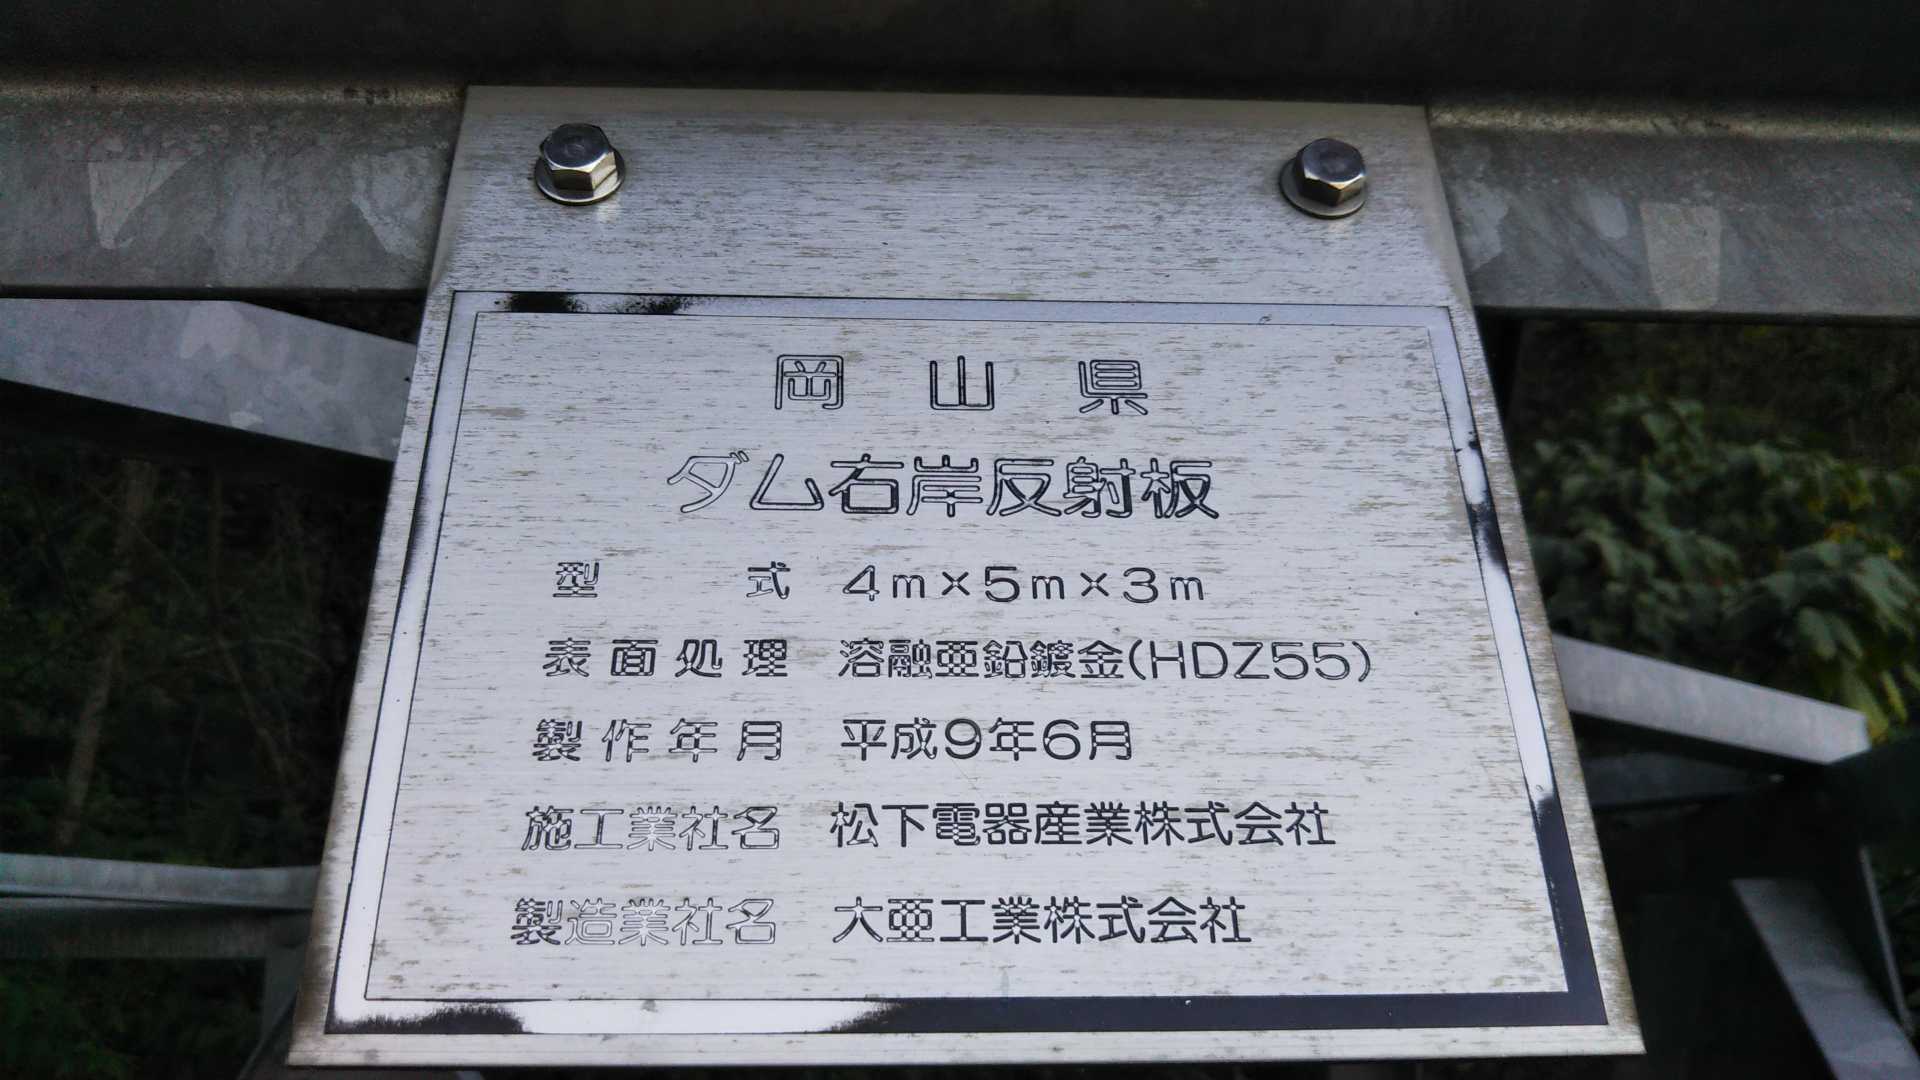 岡山県
ダム右岸反射板
型式 4m×5m×3m
表面処理 溶融亜鉛鍍金(HDZ55)
製作年月 平成9年6月
施工業社名 松下電器産業株式会社
製造業社名 大亜工業株式会社